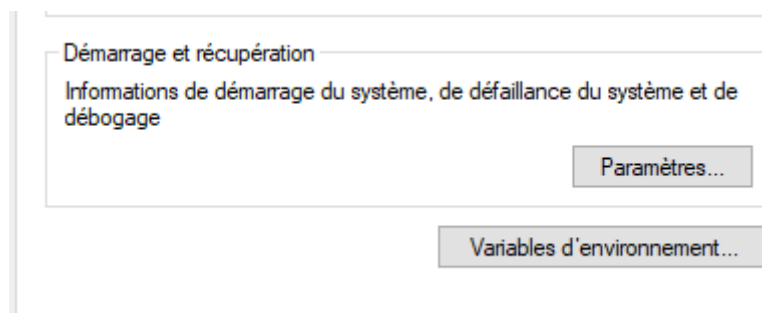 Démarrage et récupération
Informations de démarrage du système, de défaillance du système et de
débogage
Paramètres...
Variables d'environnement...